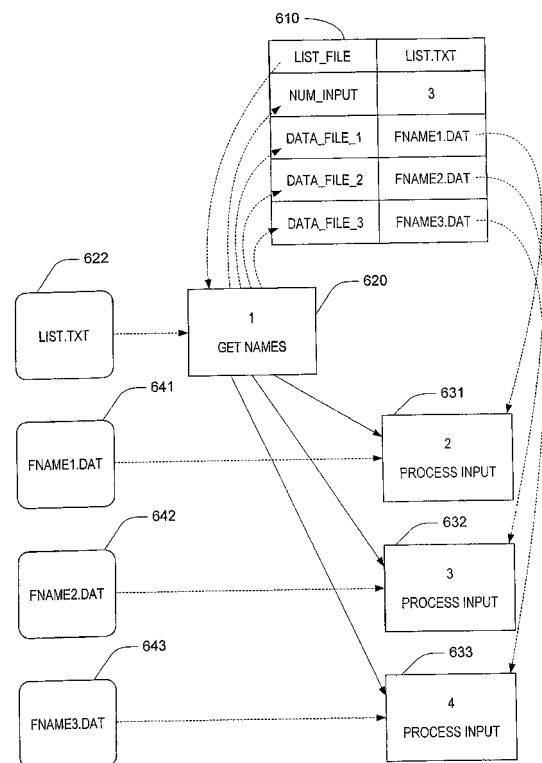 610
LIST_FILE LIST.TXT
NUM_INPUT 3
DATA_FILE_1 FNAME1.DAT
DATA_FILE_2 FNAME2.DAT
DATA_FILE_3 FNAME3.DAT
622
LIST.TXT
620
1
GET NAMES
641
FNAME1.DAT
631
2
PROCESS INPUT
642
FNAME2.DAT
632
3
PROCESS INPUT
643
FNAME3.DAT
633
4
PROCESS INPUT